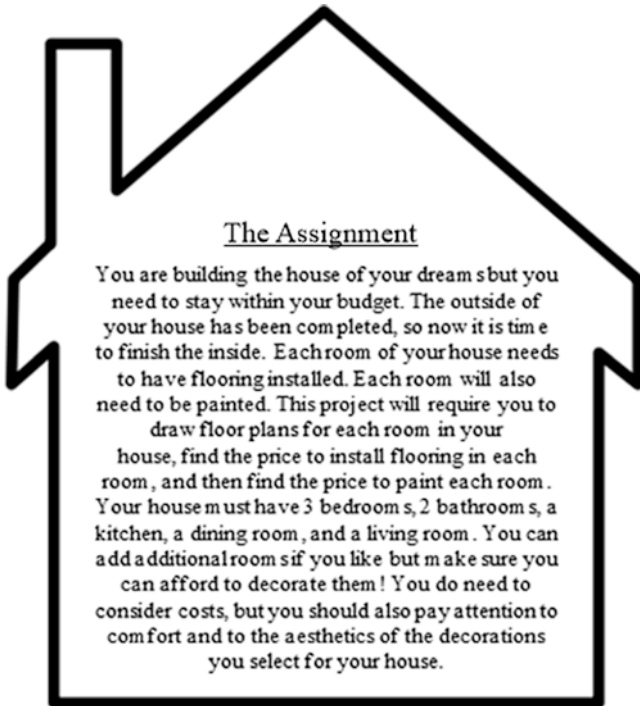 The Assignment
You are building the house of your dreams but you
need to stay within your budget. The outside of
your house has been completed, so now it is time
to finish the inside. Each room of your house needs
to have flooring installed. Each room will also
need to be painted. This project will require you to
draw floor plans for each room in your
house, find the price to install flooring in each
room, and then find the price to paint each room.
Your house must have 3 bedrooms, 2 bathrooms, a
kitchen, a dining room, and a living room. You can
add additional rooms if you like but make sure you
can afford to decorate them! You do need to
consider costs, but you should also pay attention to
comfort and to the aesthetics of the decorations
you select for your house.